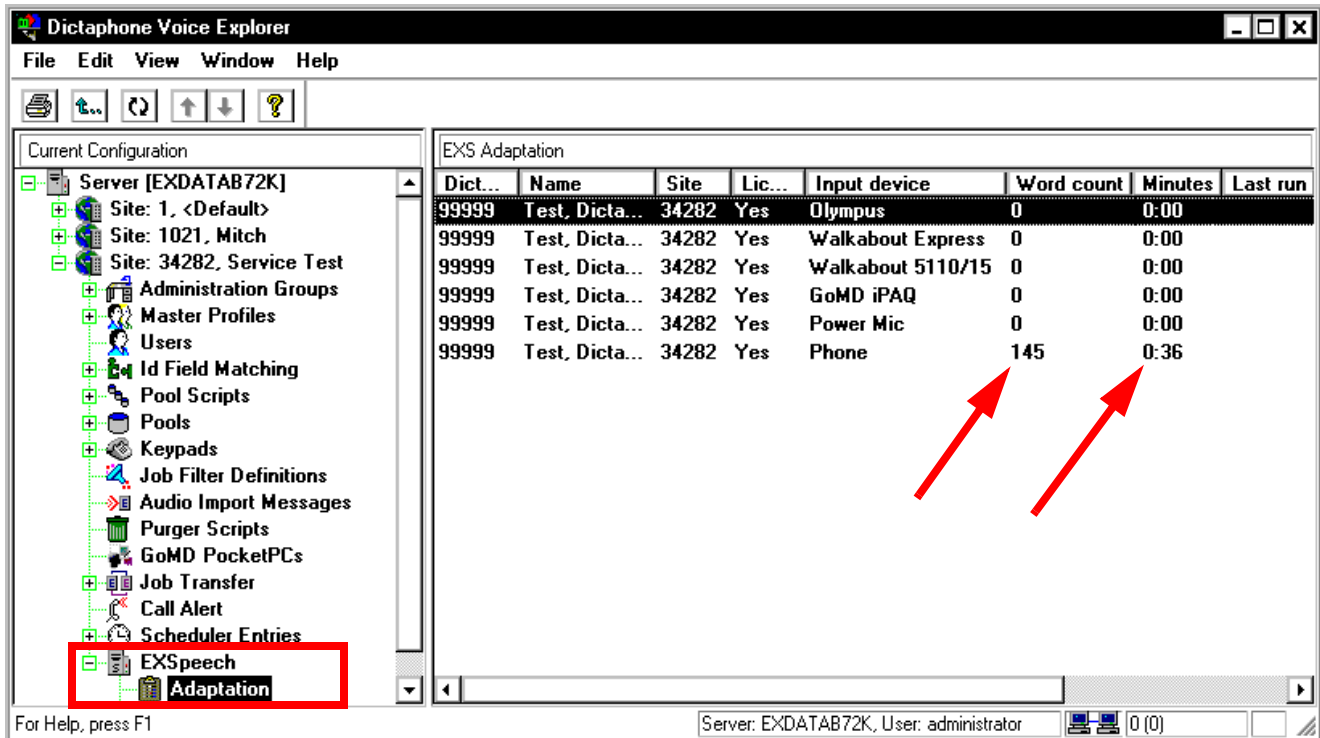 Dictaphone Voice Explorer
File Edit View Window Help
Current Configuration
Server [EXDATAB72K]
Site: 1, <Default>
Site: 1021, Mitch
Site: 34282, Service Test
Administration Groups
Master Profiles
Users
Id Field Matching
Pool Scripts
Pools
Keypads
Job Filter Definitions
Audio Import Messages
Purger Scripts
GoMD PocketPCs
Job Transfer
Call Alert
Scheduler Entries
EXSpeech
Adaptation
EXS Adaptation
Dict... Name Site Lic... Input device Word count Minutes Last run
99999 Test, Dicta... 34282 Yes Olympus 0 0:00
99999 Test, Dicta... 34282 Yes Walkabout Express 0 0:00
99999 Test, Dicta... 34282 Yes Walkabout 5110/15 0 0:00
99999 Test, Dicta... 34282 Yes GoMD iPAQ 0 0:00
99999 Test, Dicta... 34282 Yes Power Mic 0 0:00
99999 Test, Dicta... 34282 Yes Phone 145 0:36
For Help, press F1
Server: EXDATAB72K, User: administrator
0 (0)